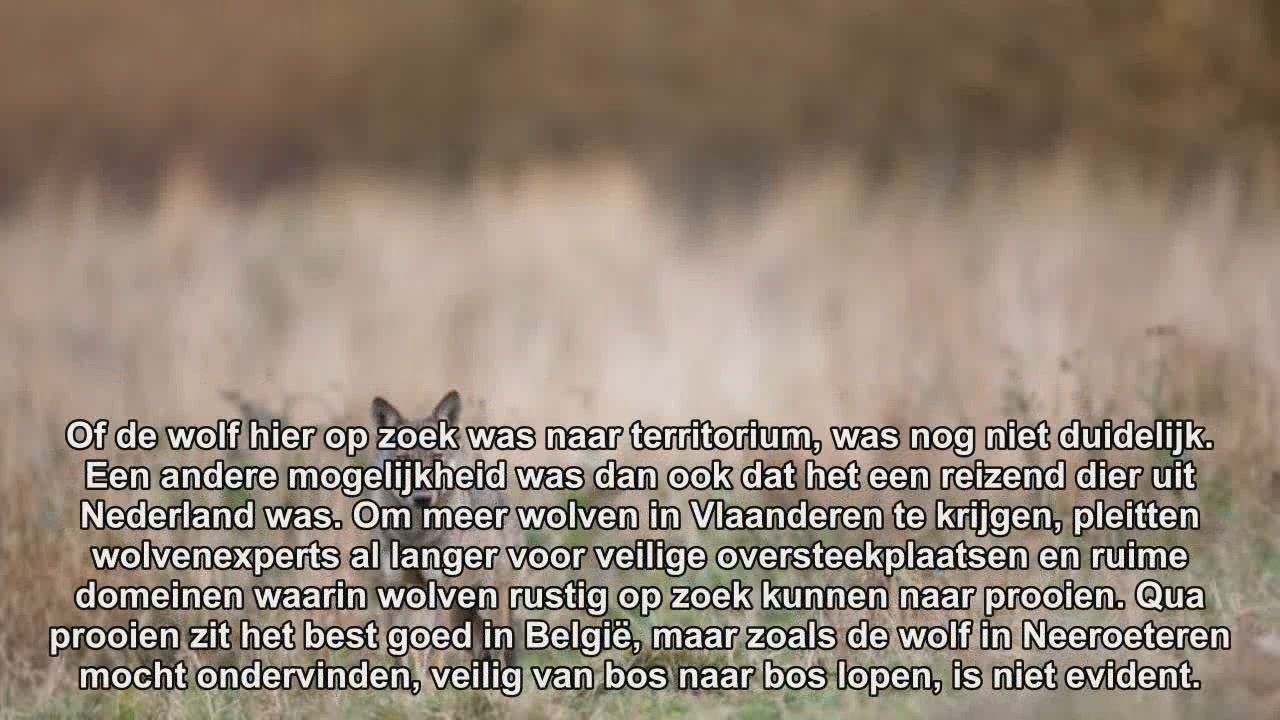 Of de wolf hier op zoek was naar territorium, was nog niet duidelijk.
Een andere mogelijkheid was dan ook dat het een reizend dier uit
Nederland was. Om meer wolven in Vlaanderen te krijgen, pleitten
wolvenexperts al langer voor veilige oversteekplaatsen en ruime
domeinen waarin wolven rustig op zoek kunnen naar prooien. Qua
prooien zit het best goed in België, maar zoals de wolf in Neeroeteren
mocht ondervinden, veilig van bos naar bos lopen, is niet evident.